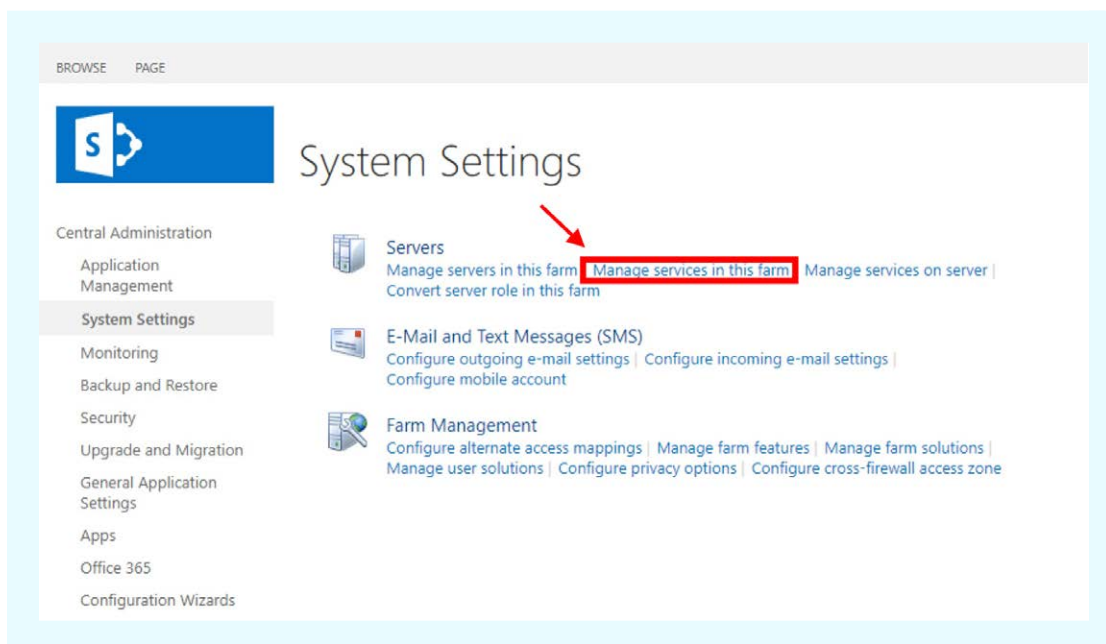 BROWSE PAGE
S
System Settings
Central Administration
Application
Management
System Settings
Monitoring
Backup and Restore
Security
Upgrade and Migration
General Application
Settings
Apps
Office 365
Configuration Wizards
Servers
Manage servers in this farm | Manage services in this farm | Manage services on server |
Convert server role in this farm
E-Mail and Text Messages (SMS)
Configure outgoing e-mail settings | Configure incoming e-mail settings |
Configure mobile account
Farm Management
Configure alternate access mappings | Manage farm features | Manage farm solutions |
Manage user solutions | Configure privacy options | Configure cross-firewall access zone